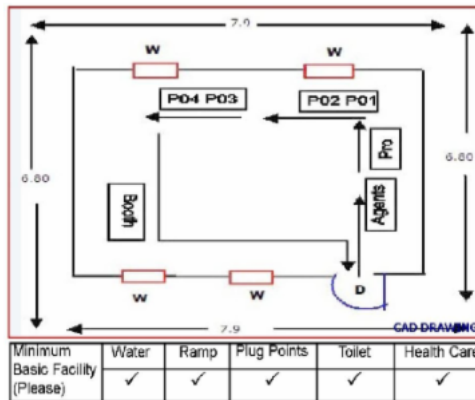 7.9
W
W
P04 P03
P02 P01
Pro
6.80
6.80
Agents
Booth
W
W
D
CAD DRAWING
7.9
Minimum Basic Facility (Please)
Water
Ramp
Plug Points
Toilet
Health Care
✓ ✓ ✓ ✓ ✓